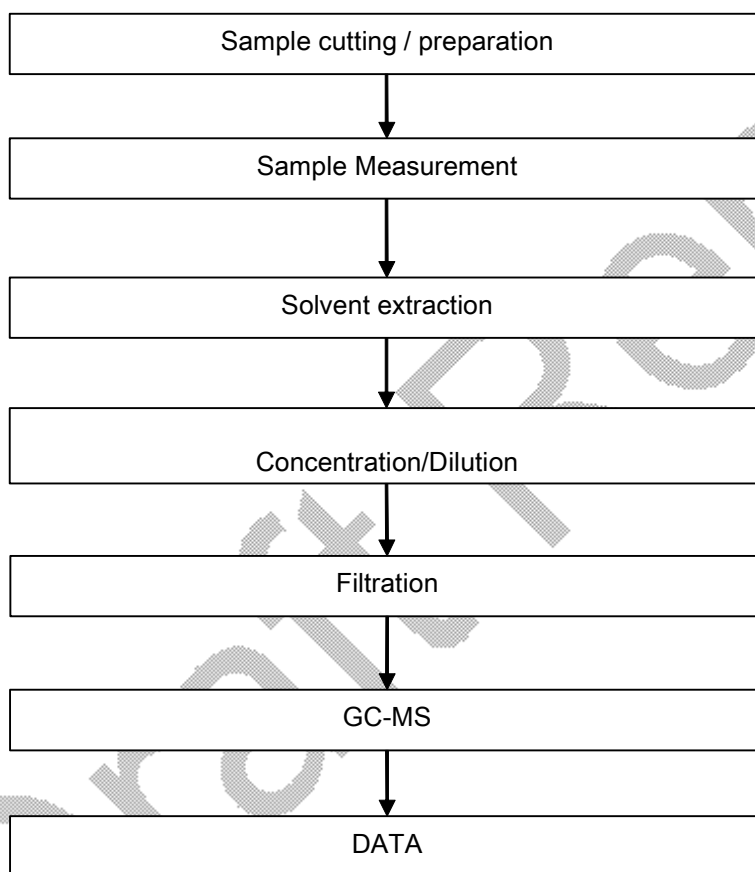 Sample cutting / preparation
Sample Measurement
Solvent extraction
Concentration/Dilution
Filtration
GC-MS
DATA